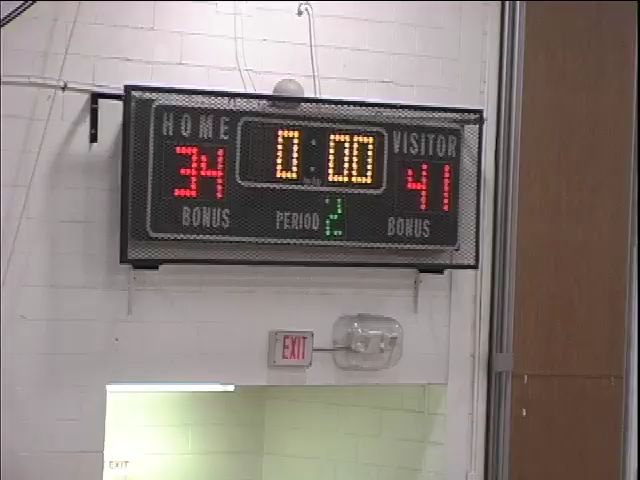 HOME 0:00 VISITOR
34 41
BONUS PERIOD 2 BONUS
EXIT
EXIT